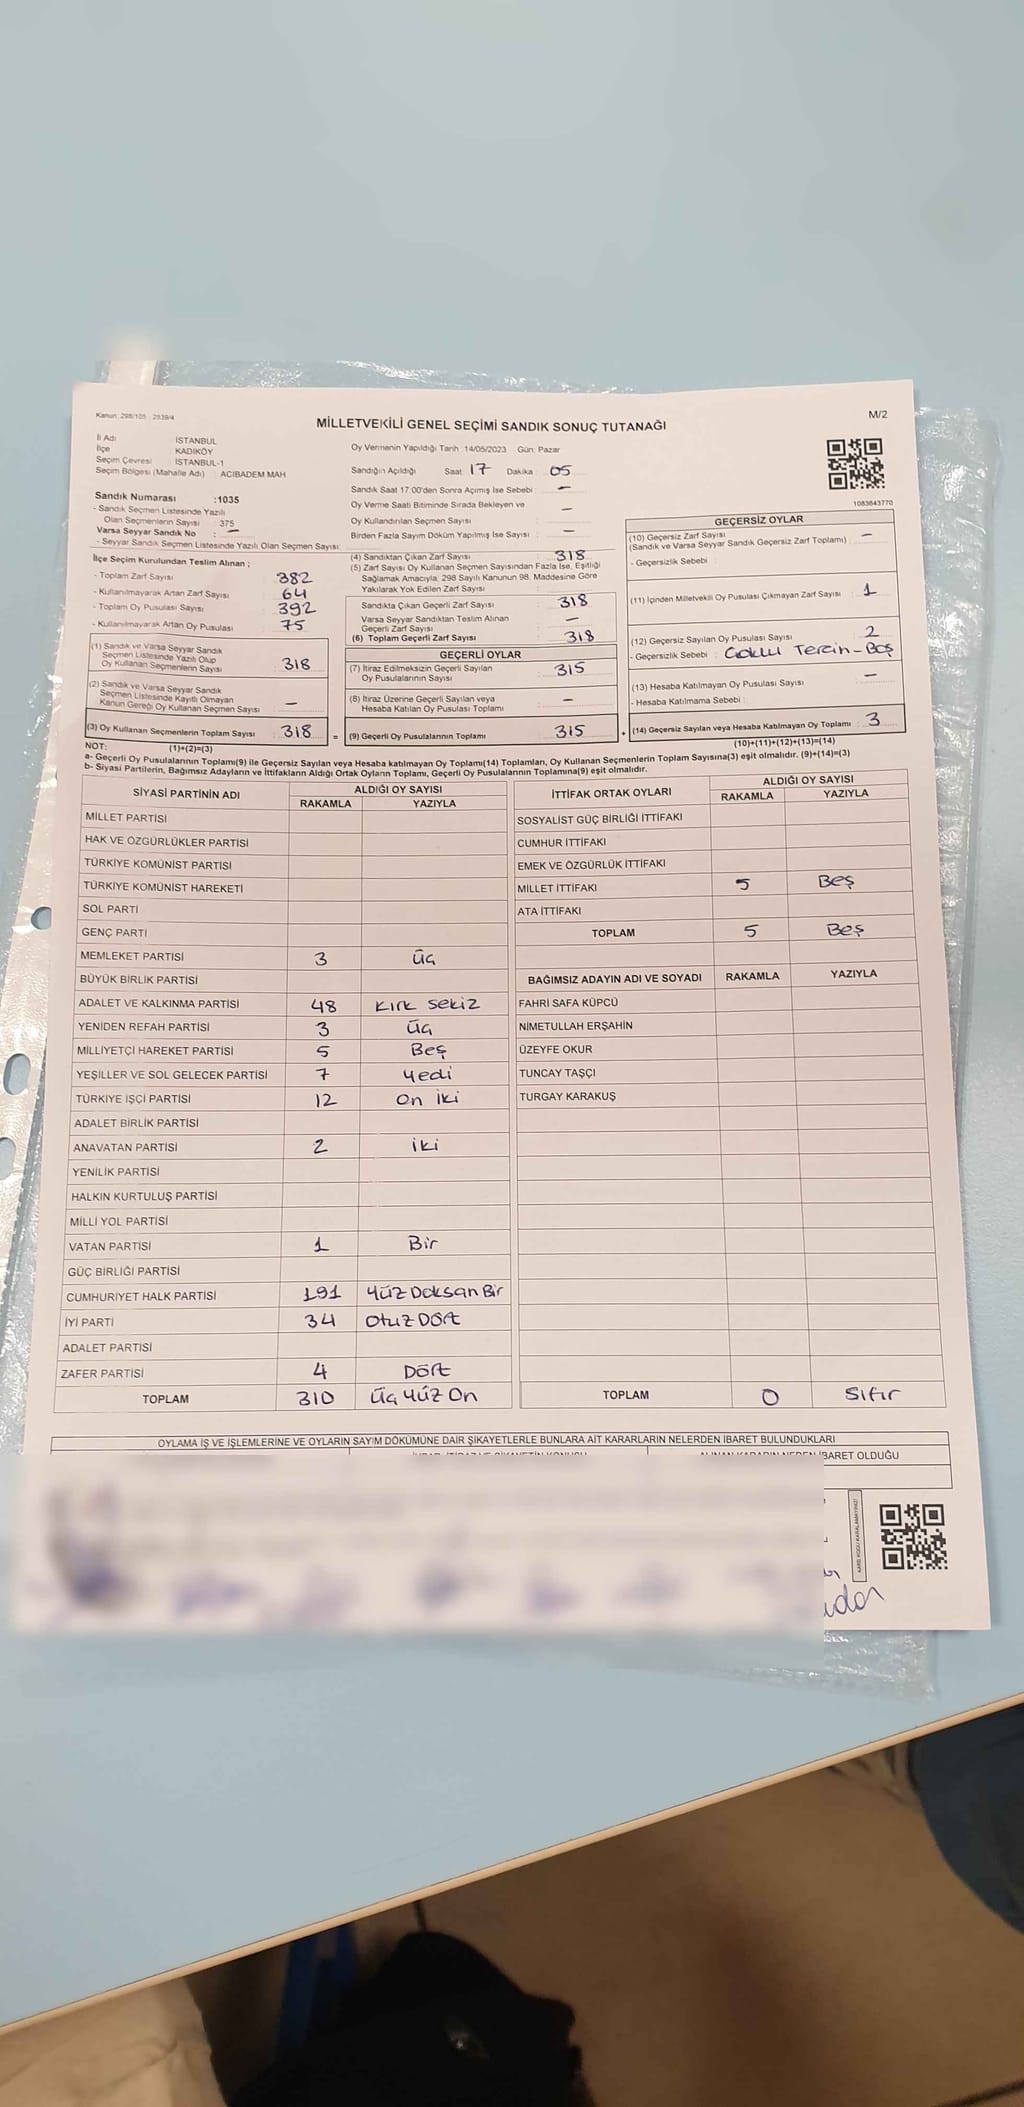 Kanun: 298/105 2839/4
M/2
MİLLETVEKİLİ GENEL SEÇİMİ SANDIK SONUÇ TUTANAĞI
İl Adı : İSTANBUL
İlçe : KADIKÖY
Seçim Çevresi : İSTANBUL-1
Seçim Bölgesi (Mahalle Adı) : ACIBADEM MAH
Sandık Numarası :1035
- Sandık Seçmen Listesinde Yazılı
Olan Seçmenlerin Sayısı : 375
Varsa Seyyar Sandık No : –
- Seyyar Sandık Seçmen Listesinde Yazılı Olan Seçmen Sayısı:
Oy Vermenin Yapıldığı Tarih 14/05/2023 Gün: Pazar
Sandığın Açıldığı Saat: 17 Dakika : 05
Sandık Saat 17:00'den Sonra Açımış İse Sebebi : –
Oy Verme Saati Bitiminde Sırada Bekleyen ve –
Oy Kullandırılan Seçmen Sayısı
Birden Fazla Sayım Döküm Yapılmış İse Sayısı : –
1083643770
İlçe Seçim Kurulundan Teslim Alınan ;
- Toplam Zarf Sayısı : 382
- Kullanılmayarak Artan Zarf Sayısı : 64
- Toplam Oy Pusulası Sayısı : 392
- Kullanılmayarak Artan Oy Pusulası : 75
(1) Sandık ve Varsa Seyyar Sandık
Seçmen Listesinde Yazılı Olup
Oy Kullanan Seçmenlerin Sayısı : 318
(2) Sandık ve Varsa Seyyar Sandık
Seçmen Listesinde Kayıtlı Olmayan
Kanun Gereği Oy Kullanan Seçmen Sayısı : –
(3) Oy Kullanan Seçmenlerin Toplam Sayısı : 318 =
(4) Sandıktan Çıkan Zarf Sayısı : 318
(5) Zarf Sayısı Oy Kullanan Seçmen Sayısından Fazla İse, Eşitliği
Sağlamak Amacıyla, 298 Sayılı Kanunun 98. Maddesine Göre
Yakılarak Yok Edilen Zarf Sayısı : –
Sandıkta Çıkan Geçerli Zarf Sayısı : 318
Varsa Seyyar Sandıktan Teslim Alınan
Geçerli Zarf Sayısı : –
(6) Toplam Geçerli Zarf Sayısı : 318
GEÇERLİ OYLAR
(7) İtiraz Edilmeksizin Geçerli Sayılan
Oy Pusulalarının Sayısı : 315
(8) İtiraz Üzerine Geçerli Sayılan veya
Hesaba Katılan Oy Pusulası Toplamı : –
(9) Geçerli Oy Pusulalarının Toplamı : 315 +
GEÇERSİZ OYLAR
(10) Geçersiz Zarf Sayısı : –
(Sandık ve Varsa Seyyar Sandık Geçersiz Zarf Toplamı)
- Geçersizlik Sebebi :
(11) İçinden Milletvekili Oy Pusulası Çıkmayan Zarf Sayısı : 1
(12) Geçersiz Sayılan Oy Pusulası Sayısı : 2
- Geçersizlik Sebebi : Çoklu Tercih – Boş
(13) Hesaba Katılmayan Oy Pusulası Sayısı : –
- Hesaba Katılmama Sebebi :
(14) Geçersiz Sayılan veya Hesaba Katılmayan Oy Toplamı : 3
NOT: (1)+(2)=(3)
(10)+(11)+(12)+(13)=(14)
a- Geçerli Oy Pusulalarının Toplamı(9) ile Geçersiz Sayılan veya Hesaba katılmayan Oy Toplamı(14) Toplamları, Oy Kullanan Seçmenlerin Toplam Sayısına(3) eşit olmalıdır. (9)+(14)=(3)
b- Siyasi Partilerin, Bağımsız Adayların ve İttifakların Aldığı Ortak Oyların Toplamı, Geçerli Oy Pusulalarının Toplamına(9) eşit olmalıdır.
SİYASİ PARTİNİN ADI ALDIĞI OY SAYISI
RAKAMLA YAZIYLA
MİLLET PARTİSİ
HAK VE ÖZGÜRLÜKLER PARTİSİ
TÜRKİYE KOMÜNİST PARTİSİ
TÜRKİYE KOMÜNİST HAREKETİ
SOL PARTİ
GENÇ PARTİ
MEMLEKET PARTİSİ 3 Üç
BÜYÜK BİRLİK PARTİSİ
ADALET VE KALKINMA PARTİSİ 48 Kırk Sekiz
YENİDEN REFAH PARTİSİ 3 Üç
MİLLİYETÇİ HAREKET PARTİSİ 5 Beş
YEŞİLLER VE SOL GELECEK PARTİSİ 7 Yedi
TÜRKİYE İŞÇİ PARTİSİ 12 On iki
ADALET BİRLİK PARTİSİ
ANAVATAN PARTİSİ 2 iki
YENİLİK PARTİSİ
HALKIN KURTULUŞ PARTİSİ
MİLLİ YOL PARTİSİ
VATAN PARTİSİ 1 Bir
GÜÇ BİRLİĞİ PARTİSİ
CUMHURİYET HALK PARTİSİ 191 Yüz Doksan Bir
İYİ PARTİ 34 Otuz Dört
ADALET PARTİSİ
ZAFER PARTİSİ 4 Dört
TOPLAM 310 Üç Yüz On
İTTİFAK ORTAK OYLARI ALDIĞI OY SAYISI
RAKAMLA YAZIYLA
SOSYALİST GÜÇ BİRLİĞİ İTTİFAKI
CUMHUR İTTİFAKI
EMEK VE ÖZGÜRLÜK İTTİFAKI
MİLLET İTTİFAKI 5 Beş
ATA İTTİFAKI
TOPLAM 5 Beş
BAĞIMSIZ ADAYIN ADI VE SOYADI RAKAMLA YAZIYLA
FAHRİ SAFA KÜPCÜ
NİMETULLAH ERŞAHİN
ÜZEYFE OKUR
TUNCAY TAŞÇI
TURGAY KARAKUŞ
TOPLAM 0 Sıfır
OYLAMA İŞ VE İŞLEMLERİNE VE OYLARIN SAYIM DÖKÜMÜNE DAİR ŞİKAYETLERLE BUNLARA AİT KARARLARIN NELERDEN İBARET BULUNDUKLARI
İBARET OLDUĞU